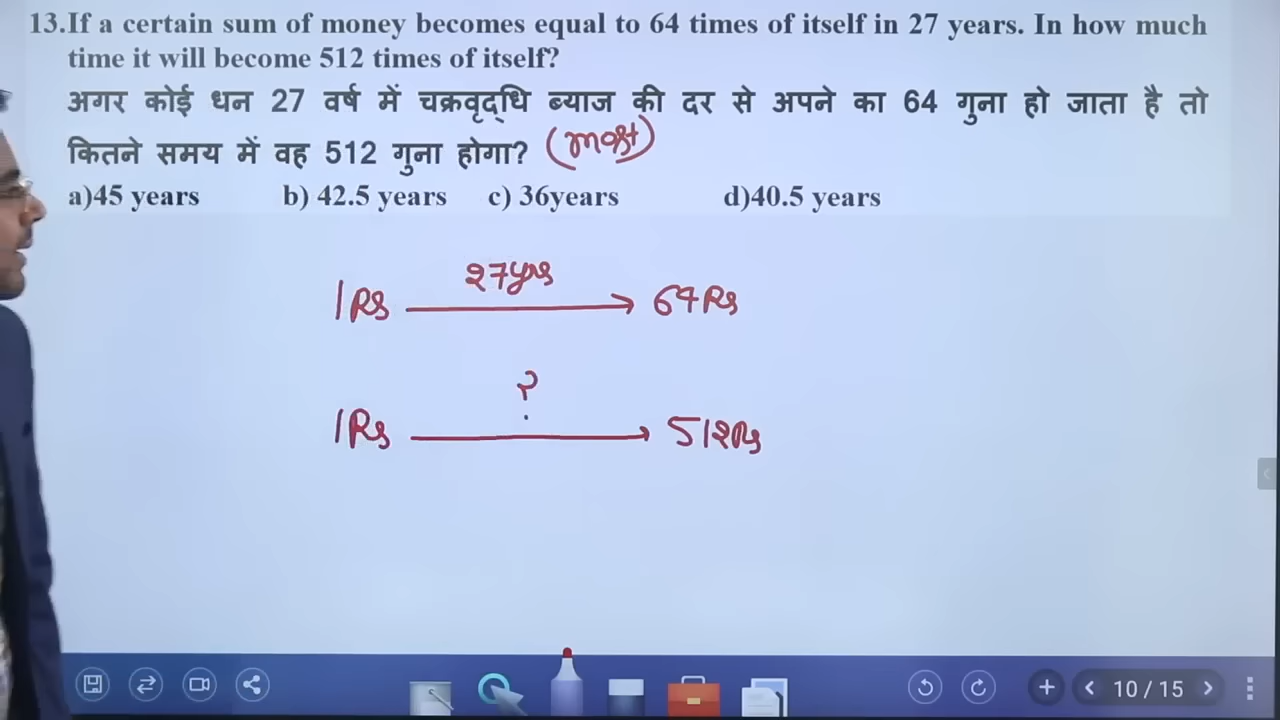 13.If a certain sum of money becomes equal to 64 times of itself in 27 years. In how much
time it will become 512 times of itself?
अगर कोई धन 27 वर्ष में चक्रवृद्धि ब्याज की दर से अपने का 64 गुना हो जाता है तो
कितने समय में वह 512 गुना होगा? (most)
a)45 years b) 42.5 years c) 36years d)40.5 years
27yrs
1Rs 64Rs
?
1Rs 512Rs
10 / 15